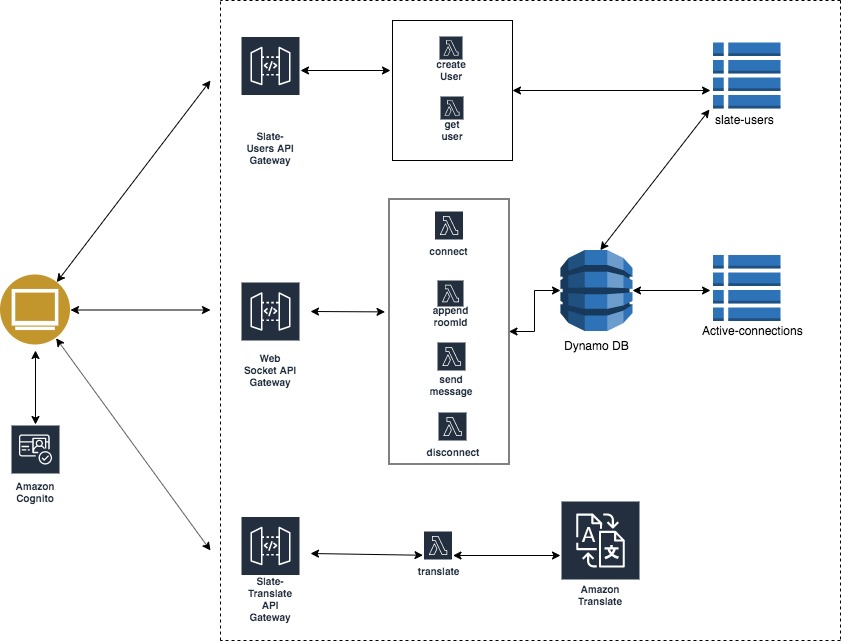 create
User
get
user
Slate-
Users API
Gateway
slate-users
connect
append
roomId
send
message
disconnect
Web
Socket API
Gateway
Dynamo DB
Active-connections
Amazon
Cognito
Slate-
Translate
API
Gateway
translate
A
文
Amazon
Translate